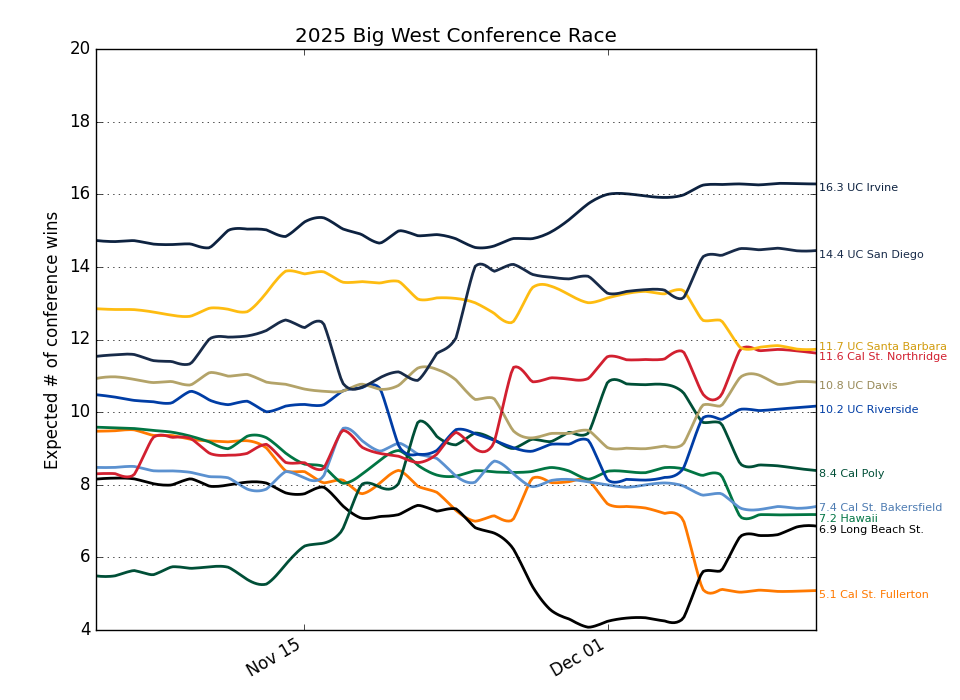 2025 Big West Conference Race
Expected # of conference wins
20
18
16
14
12
10
8
6
4
Nov 15
Dec 01
16.3 UC Irvine
14.4 UC San Diego
11.7 UC Santa Barbara
11.6 Cal St. Northridge
10.8 UC Davis
10.2 UC Riverside
8.4 Cal Poly
7.4 Cal St. Bakersfield
7.2 Hawaii
6.9 Long Beach St.
5.1 Cal St. Fullerton